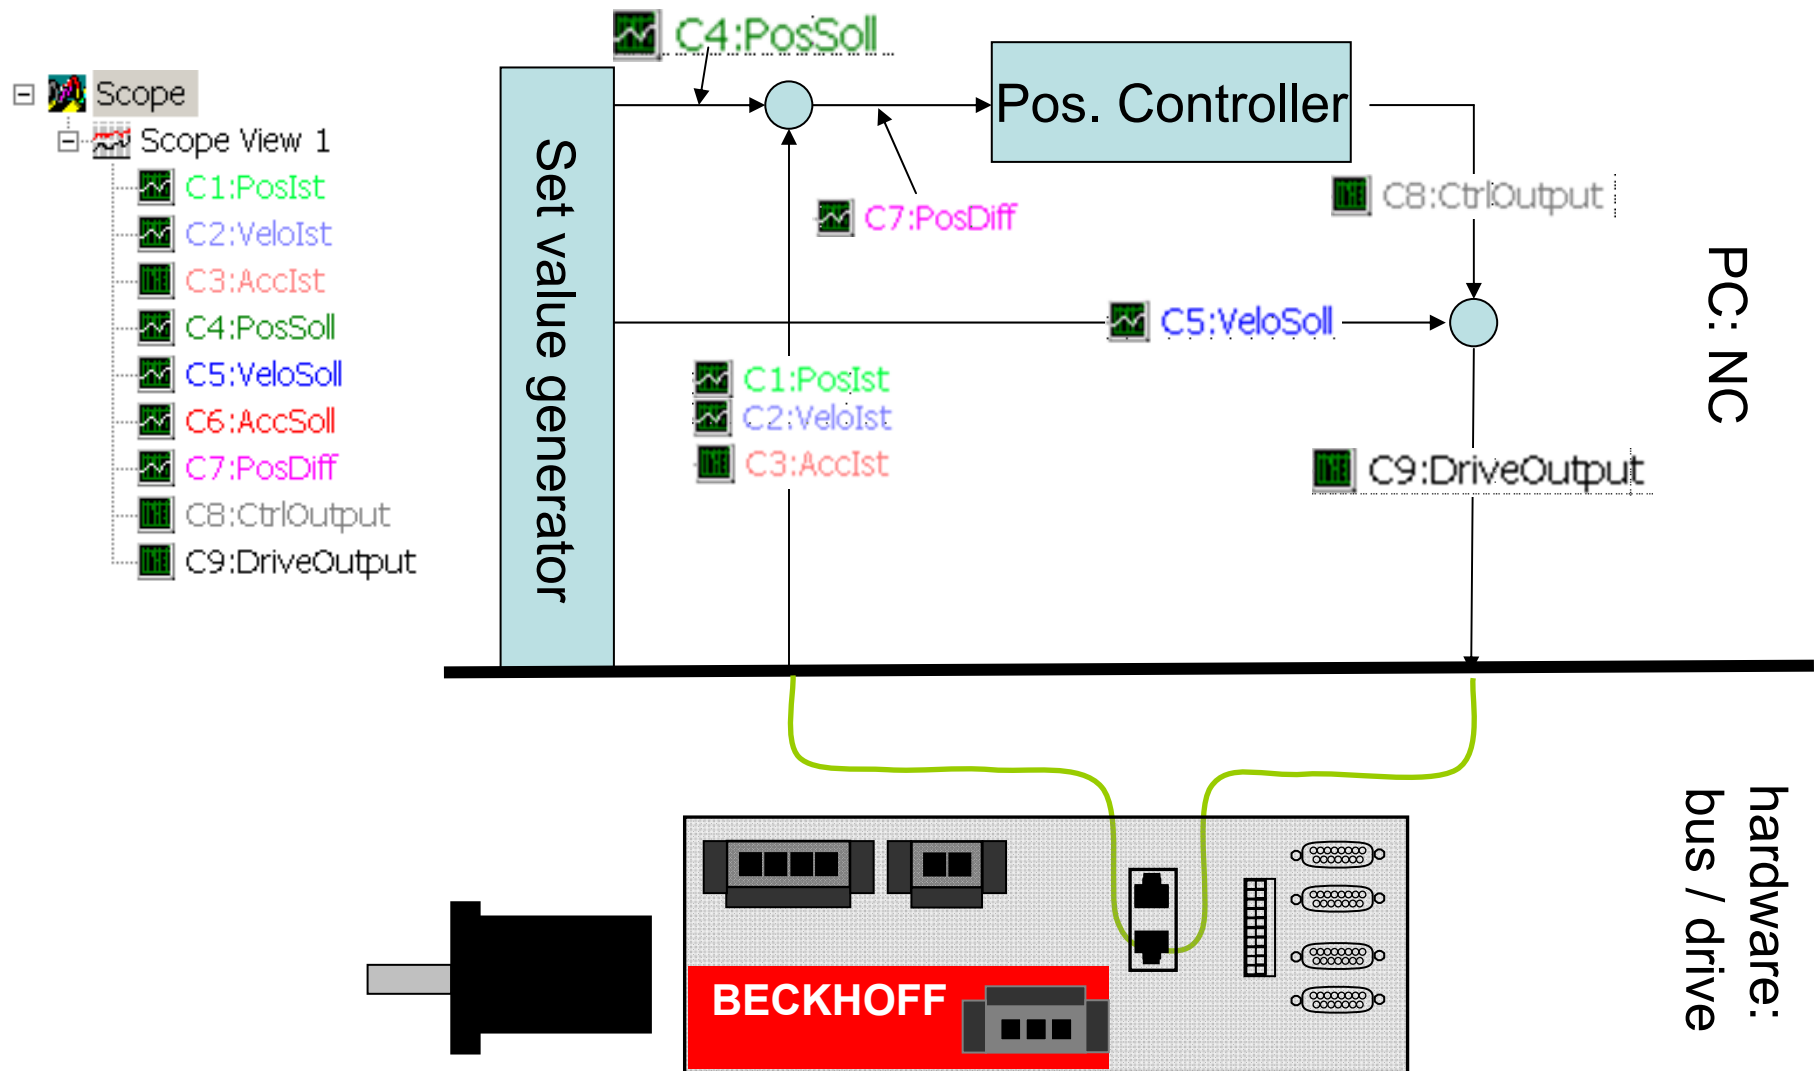 Scope
Scope View 1
C1:PosIst
C2:VeloIst
C3:AccIst
C4:PosSoll
C5:VeloSoll
C6:AccSoll
C7:PosDiff
C8:CtrlOutput
C9:DriveOutput
Set value generator
C4:PosSoll
Pos. Controller
C7:PosDiff
C8:CtrlOutput
C5:VeloSoll
C1:PosIst
C2:VeloIst
C3:AccIst
C9:DriveOutput
PC: NC
hardware:
bus / drive
BECKHOFF